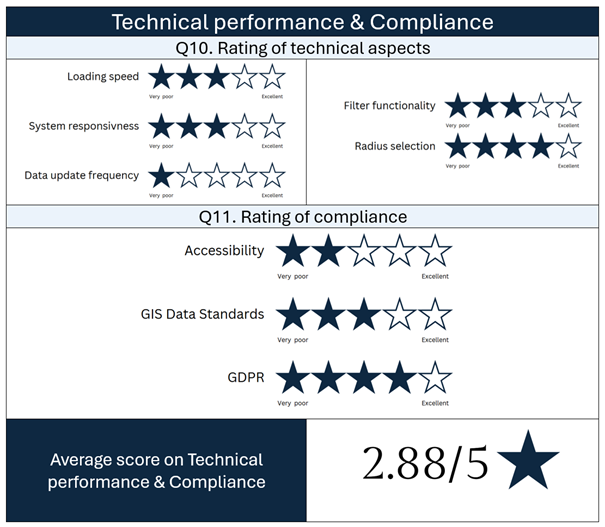 Technical performance & Compliance
Q10. Rating of technical aspects
Loading speed
Very poor
Excellent
System responsivness
Very poor
Excellent
Data update frequency
Very poor
Excellent
Filter functionality
Very poor
Excellent
Radius selection
Very poor
Excellent
Q11. Rating of compliance
Accessibility
Very poor
Excellent
GIS Data Standards
Very poor
Excellent
GDPR
Very poor
Excellent
Average score on Technical
performance & Compliance
2.88/5